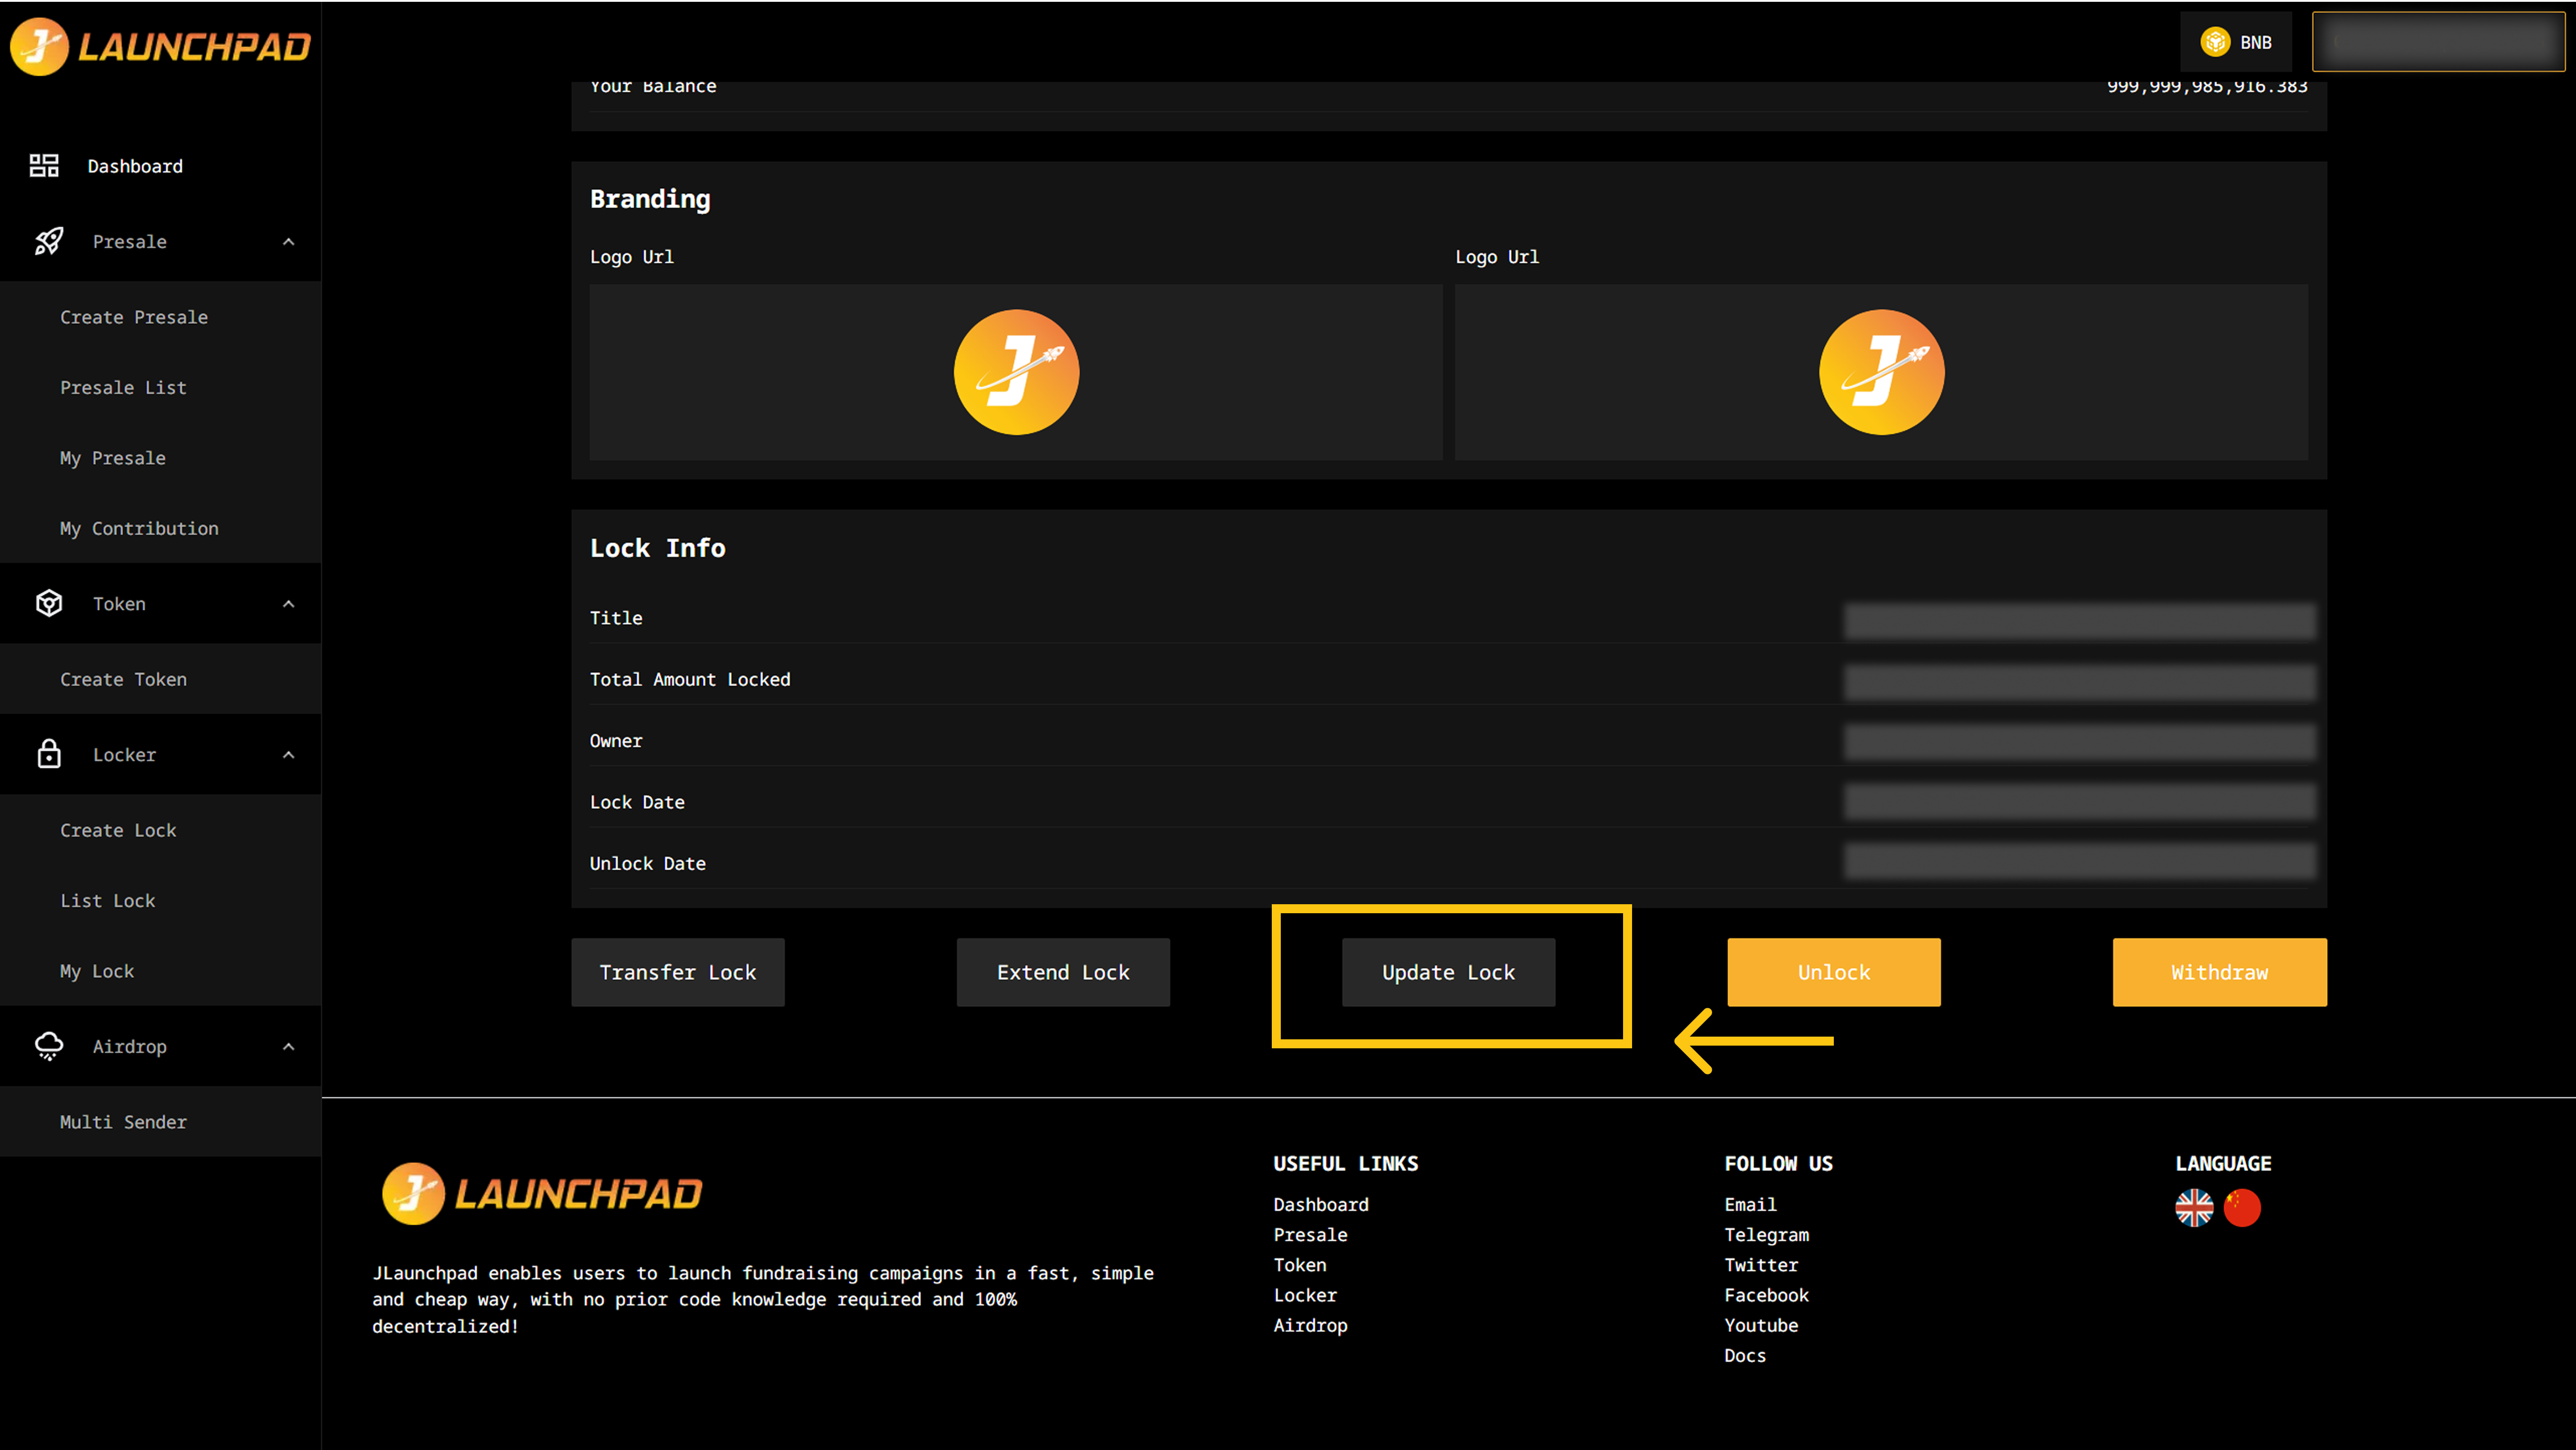 J LAUNCHPAD
BNB
Your Balance
999,999,985,916.383
Dashboard
Presale
Create Presale
Presale List
My Presale
My Contribution
Token
Create Token
Locker
Create Lock
List Lock
My Lock
Airdrop
Multi Sender
Branding
Logo Url
Logo Url
J
J
Lock Info
Title
Total Amount Locked
Owner
Lock Date
Unlock Date
Transfer Lock
Extend Lock
Update Lock
Unlock
Withdraw
J LAUNCHPAD
JLaunchpad enables users to launch fundraising campaigns in a fast, simple
and cheap way, with no prior code knowledge required and 100%
decentralized!
USEFUL LINKS
Dashboard
Presale
Token
Locker
Airdrop
FOLLOW US
Email
Telegram
Twitter
Facebook
Youtube
Docs
LANGUAGE